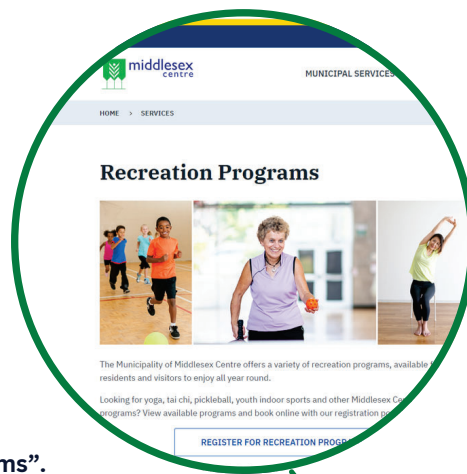 middlesex
centre
MUNICIPAL SERVICES
HOME > SERVICES
Recreation Programs
The Municipality of Middlesex Centre offers a variety of recreation programs, available
residents and visitors to enjoy all year round.
Looking for yoga, tai chi, pickleball, youth indoor sports and other Middlesex
programs? View available programs and book online with our registration
REGISTER FOR RECREATION
ms”.